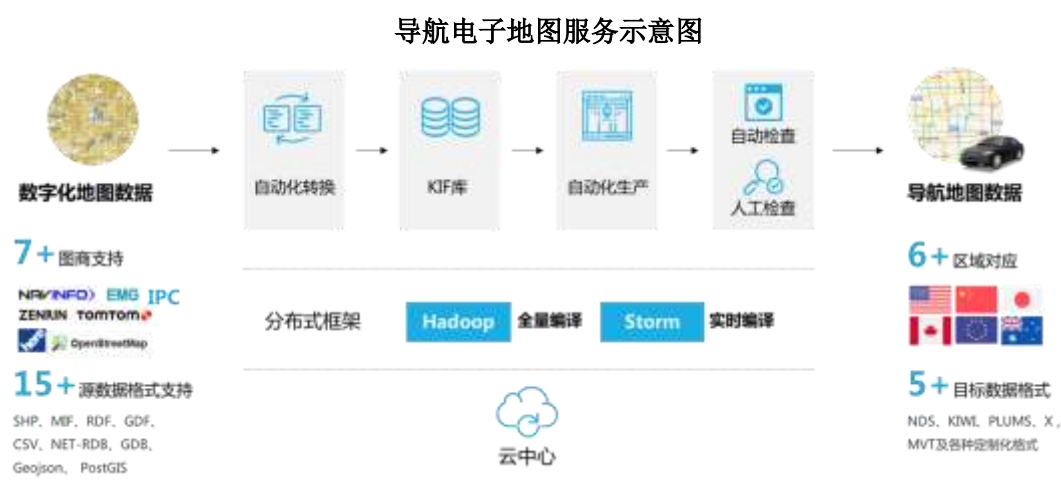 导航电子地图服务示意图
数字化地图数据
自动化转换
KIF库
自动化生产
自动检查
人工检查
导航地图数据
7+图商支持
NAVINFO EMG IPC
ZENRIN TOMTOM
here OpenStreetMap
15+源数据格式支持
SHP、MIF、RDF、GDF、
CSV、NET-RDB、GDB、
Geojson、 PostGIS
分布式框架 Hadoop 全量编译 Storm 实时编译
云中心
6+区域对应
5+目标数据格式
NDS、KIWI、PLUMS、X，
MVT及各种定制化格式